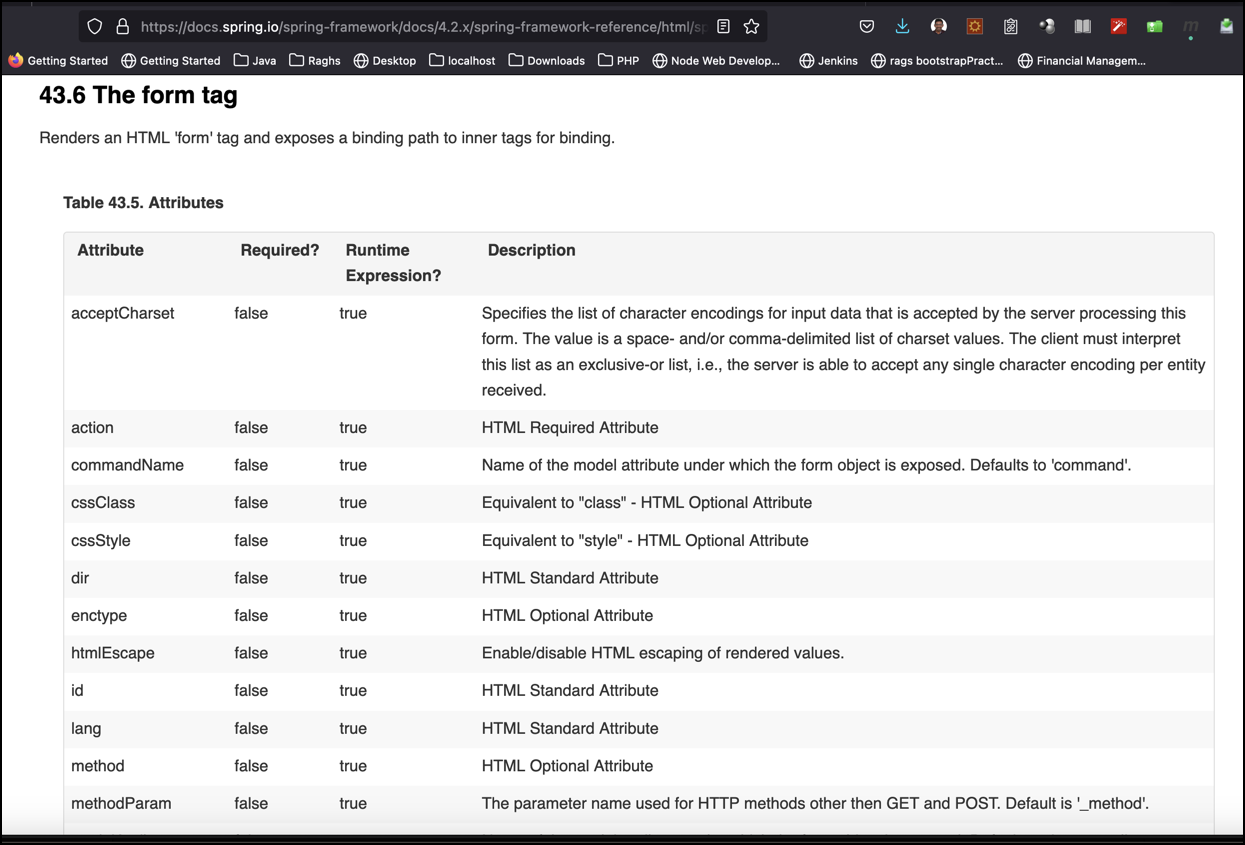 https://docs.spring.io/spring-framework/docs/4.2.x/spring-framework-reference/html/sp
Getting Started Getting Started Java Raghs Desktop localhost Downloads PHP Node Web Develop... Jenkins rags bootstrapPract... Financial Managem...
43.6 The form tag
Renders an HTML 'form' tag and exposes a binding path to inner tags for binding.
Table 43.5. Attributes
Attribute Required? Runtime Description
Expression?
acceptCharset false true Specifies the list of character encodings for input data that is accepted by the server processing this
form. The value is a space- and/or comma-delimited list of charset values. The client must interpret
this list as an exclusive-or list, i.e., the server is able to accept any single character encoding per entity
received.
action false true HTML Required Attribute
commandName false true Name of the model attribute under which the form object is exposed. Defaults to 'command'.
cssClass false true Equivalent to "class" - HTML Optional Attribute
cssStyle false true Equivalent to "style" - HTML Optional Attribute
dir false true HTML Standard Attribute
enctype false true HTML Optional Attribute
htmlEscape false true Enable/disable HTML escaping of rendered values.
id false true HTML Standard Attribute
lang false true HTML Standard Attribute
method false true HTML Optional Attribute
methodParam false true The parameter name used for HTTP methods other then GET and POST. Default is '_method'.